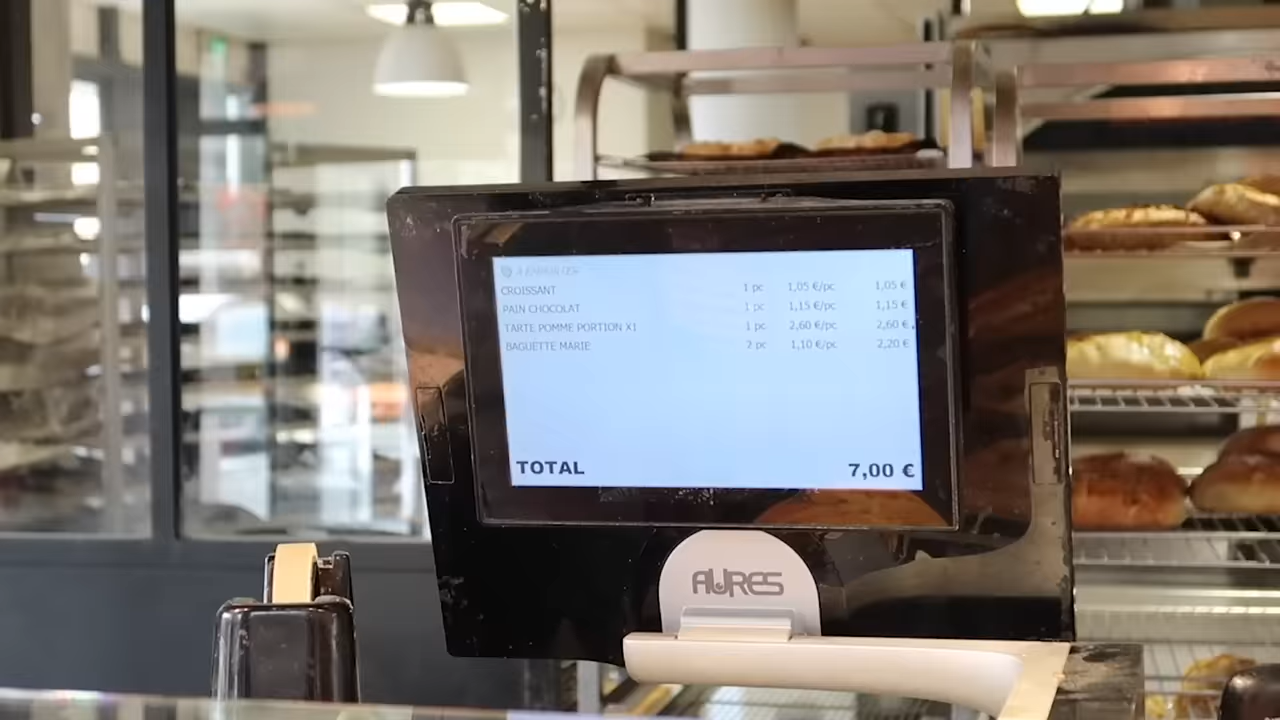 A EMPORTER
CROISSANT 1 pc 1,05 €/pc 1,05 €
PAIN CHOCOLAT 1 pc 1,15 €/pc 1,15 €
TARTE POMME PORTION X1 1 pc 2,60 €/pc 2,60 €
BAGUETTE MARIE 2 pc 1,10 €/pc 2,20 €
TOTAL 7,00 €
AURES